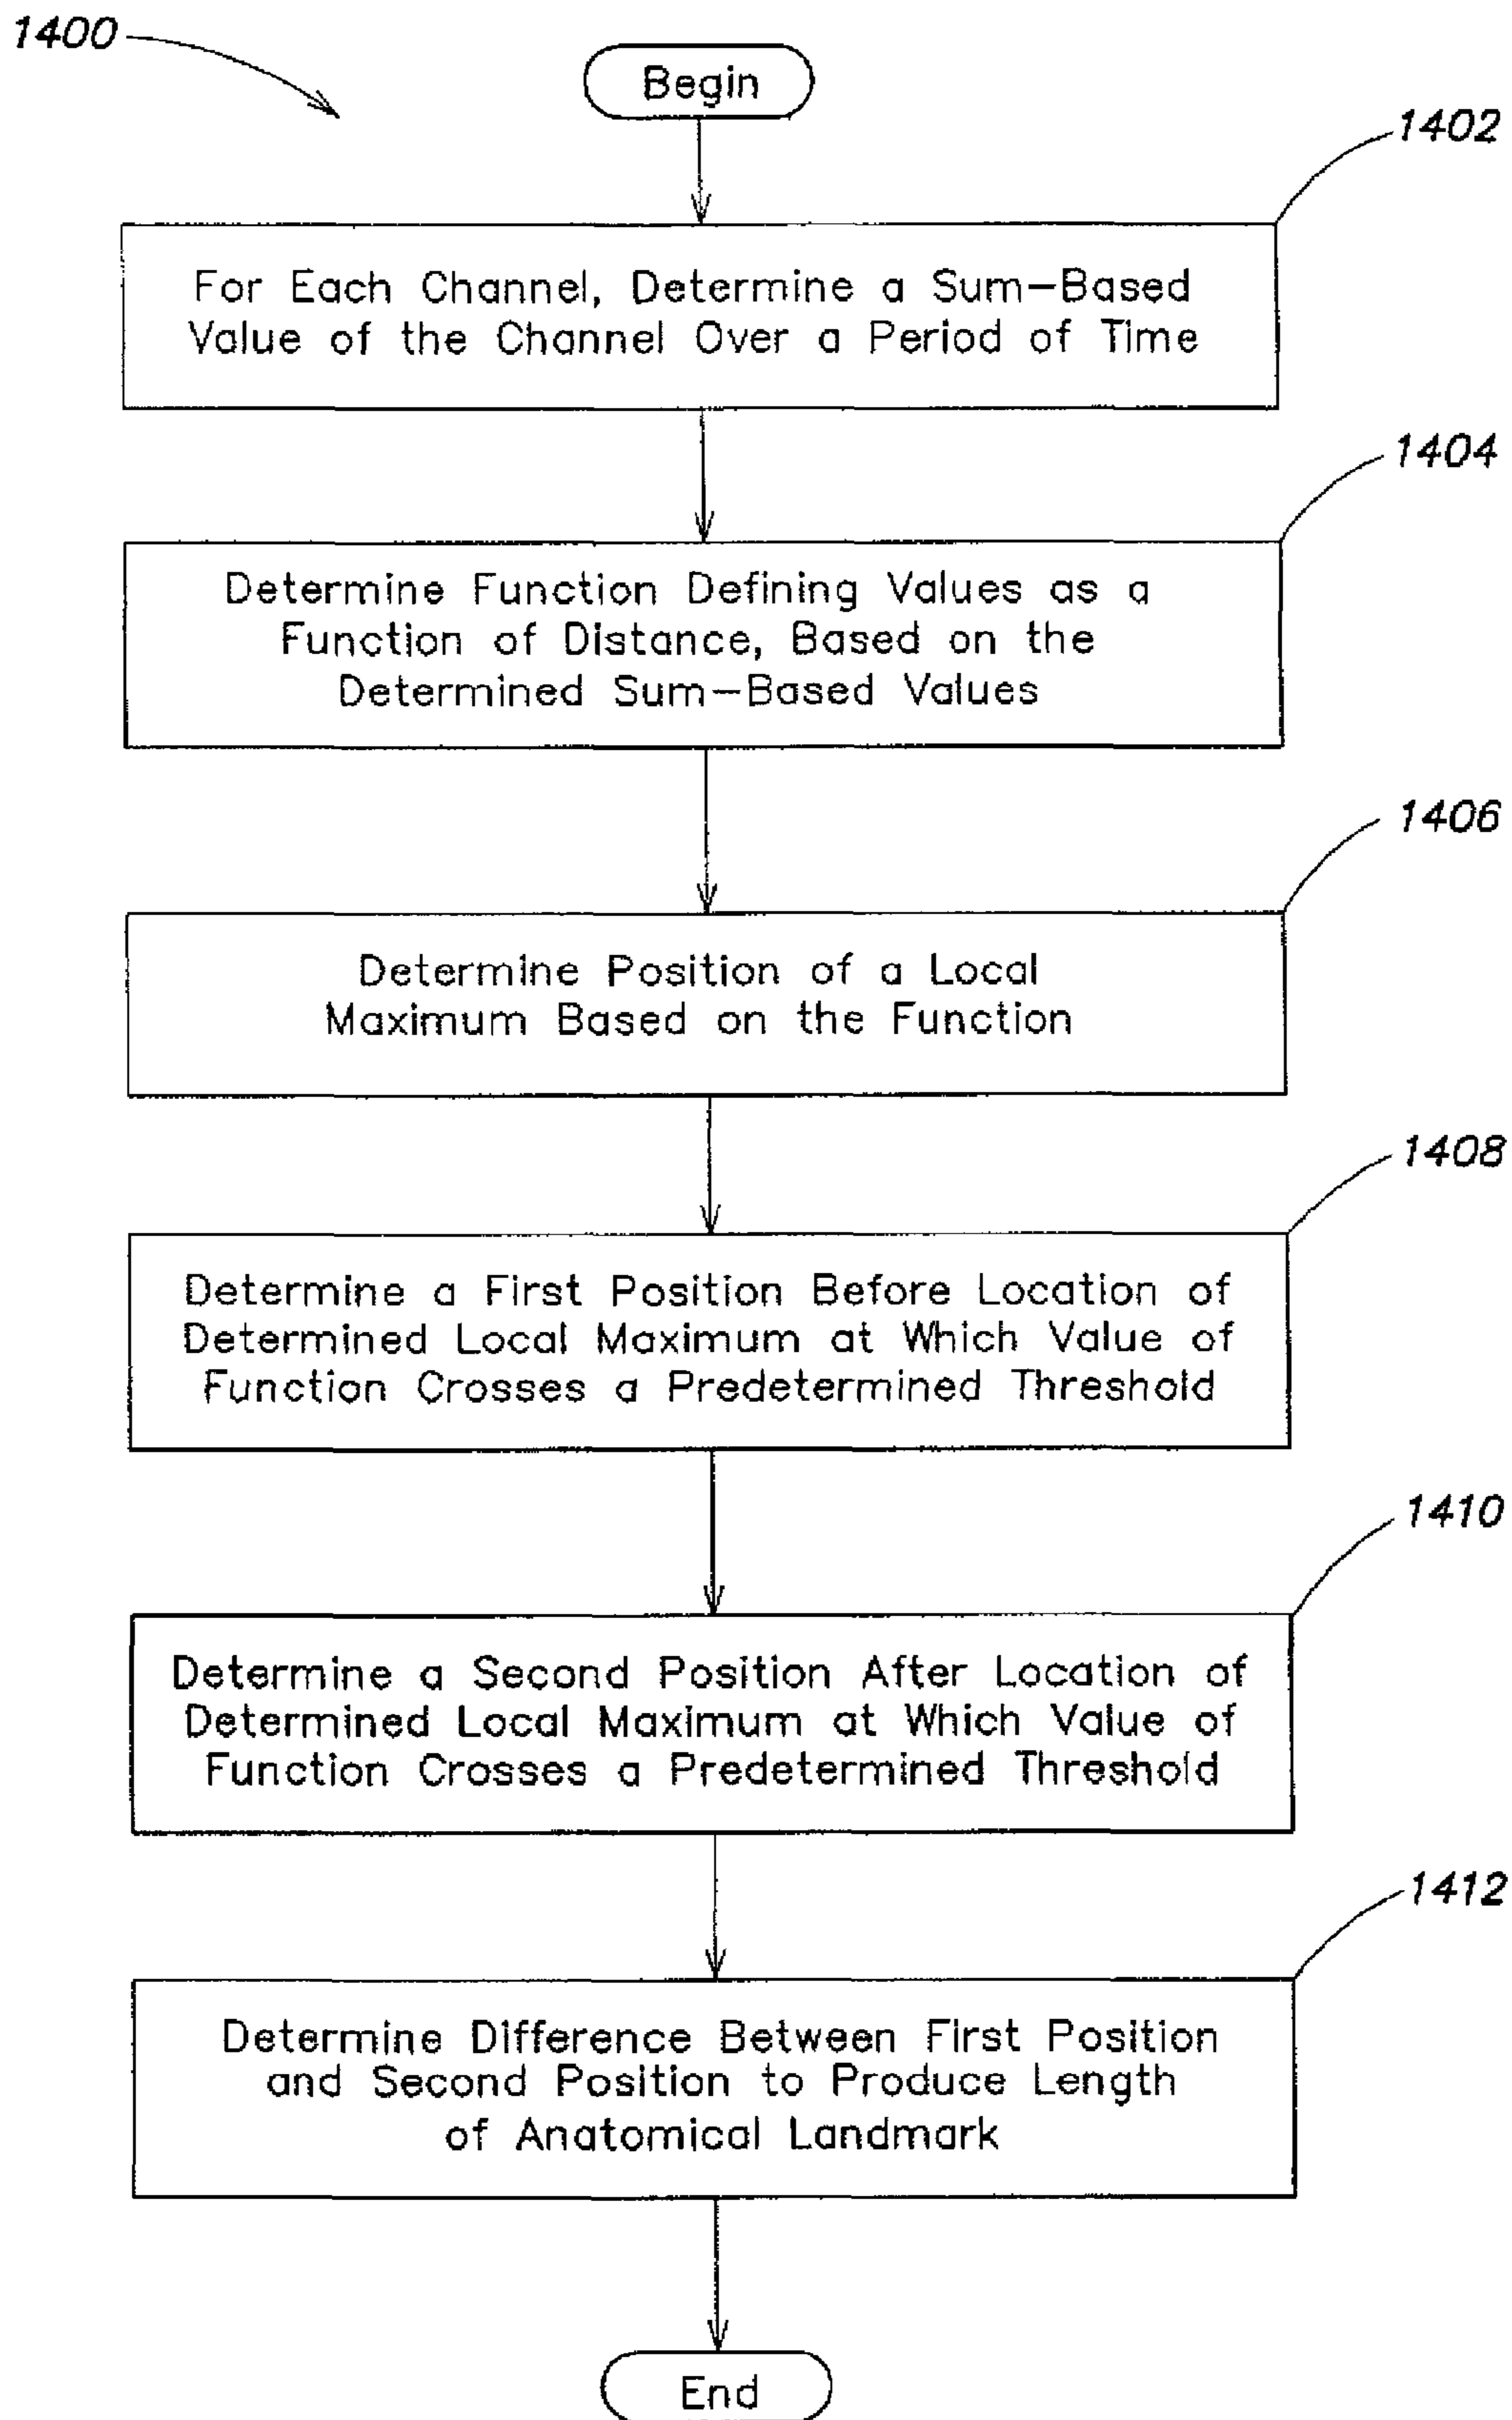 1400
Begin
1402
For Each Channel, Determine a Sum-Based
Value of the Channel Over a Period of Time
1404
Determine Function Defining Values as a
Function of Distance, Based on the
Determined Sum-Based Values
1406
Determine Position of a Local
Maximum Based on the Function
1408
Determine a First Position Before Location of
Determined Local Maximum at Which Value of
Function Crosses a Predetermined Threshold
1410
Determine a Second Position After Location of
Determined Local Maximum at Which Value of
Function Crosses a Predetermined Threshold
1412
Determine Difference Between First Position
and Second Position to Produce Length
of Anatomical Landmark
End